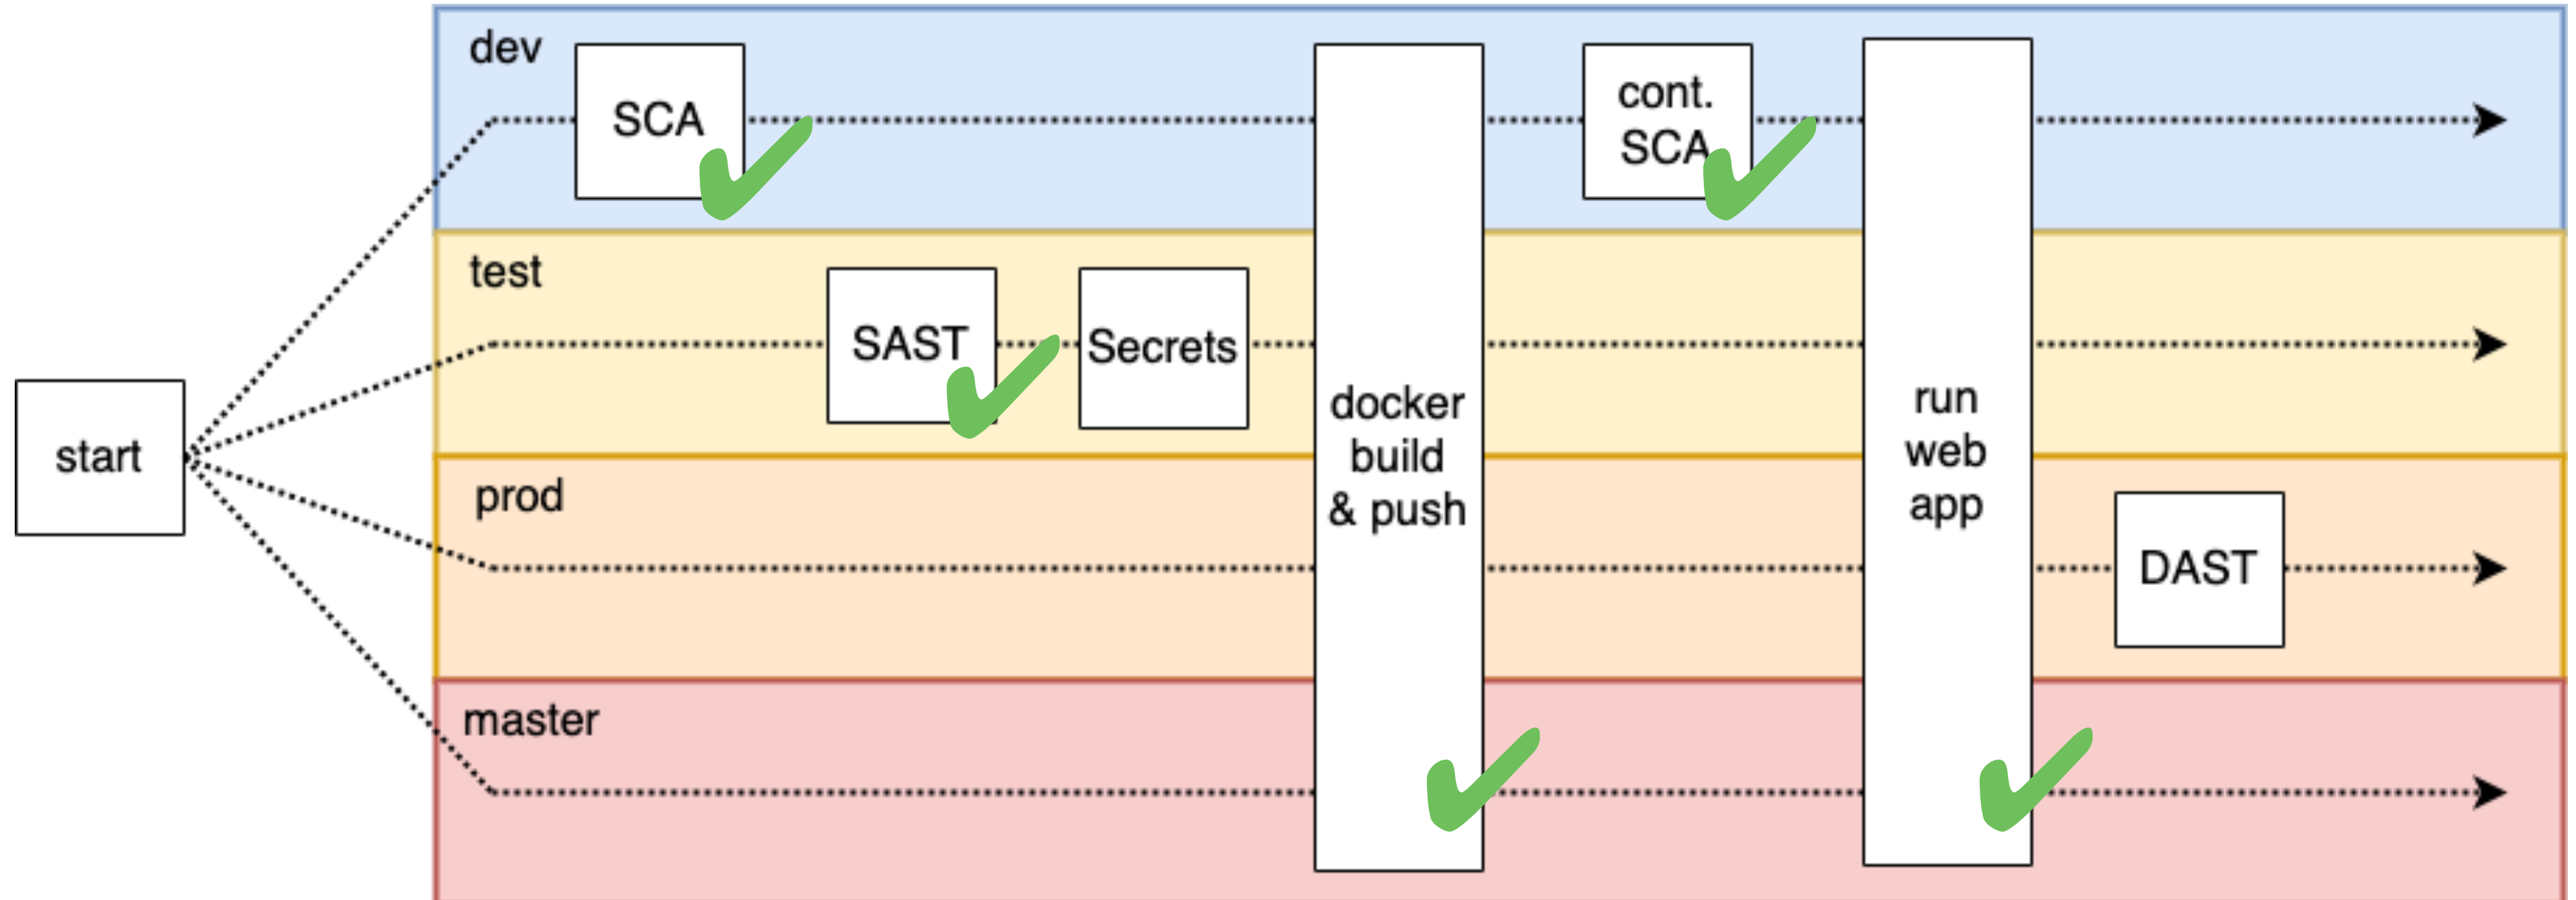 start
dev
SCA
cont.
SCA
test
SAST
Secrets
docker
build
& push
run
web
app
prod
DAST
master